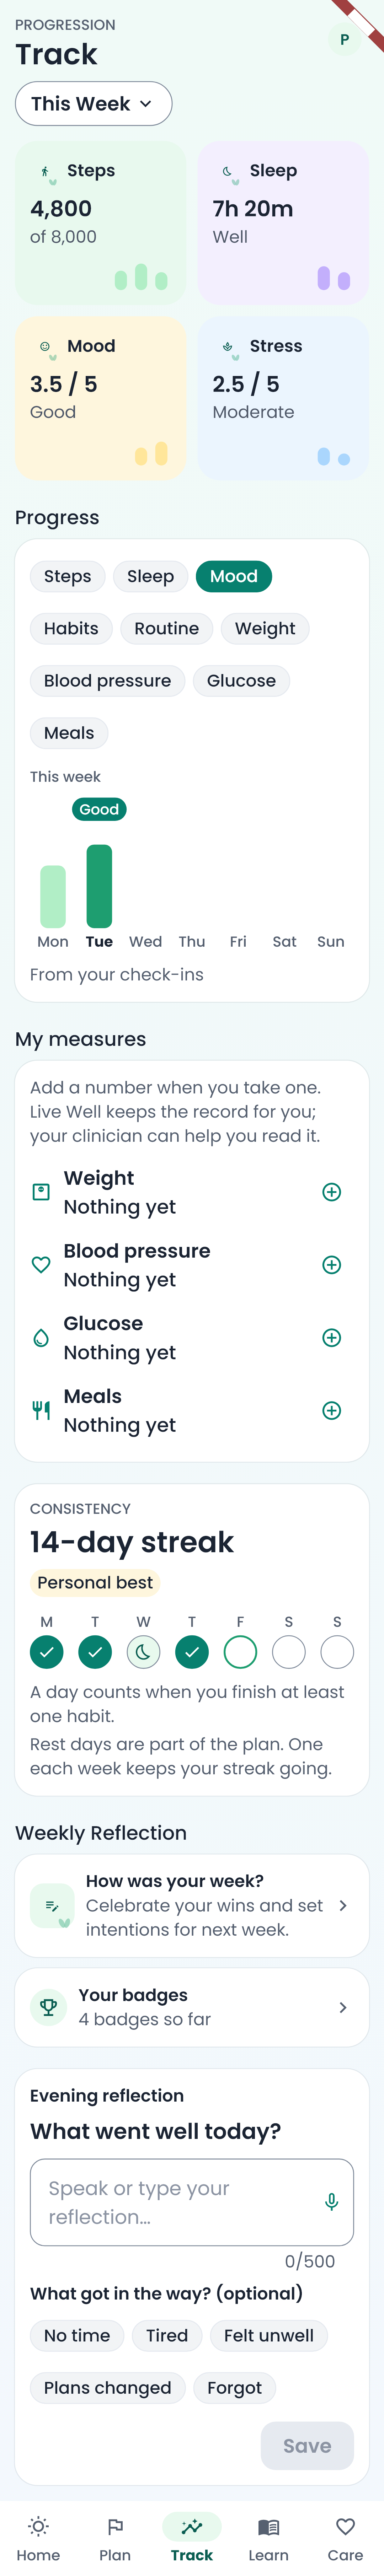 PROGRESSION
P
Track
This Week
Steps
4,800
of 8,000
Sleep
7h 20m
Well
Mood
3.5 / 5
Good
Stress
2.5 / 5
Moderate
Progress
Steps Sleep Mood
Habits Routine Weight
Blood pressure Glucose
Meals
This week
Good
Mon Tue Wed Thu Fri Sat Sun
From your check-ins
My measures
Add a number when you take one.
Live Well keeps the record for you;
your clinician can help you read it.
Weight
Nothing yet
Blood pressure
Nothing yet
Glucose
Nothing yet
Meals
Nothing yet
CONSISTENCY
14-day streak
Personal best
M T W T F S S
A day counts when you finish at least
one habit.
Rest days are part of the plan. One
each week keeps your streak going.
Weekly Reflection
How was your week?
Celebrate your wins and set
intentions for next week.
Your badges
4 badges so far
Evening reflection
What went well today?
Speak or type your
reflection...
0/500
What got in the way? (optional)
No time Tired Felt unwell
Plans changed Forgot
Save
Home Plan Track Learn Care